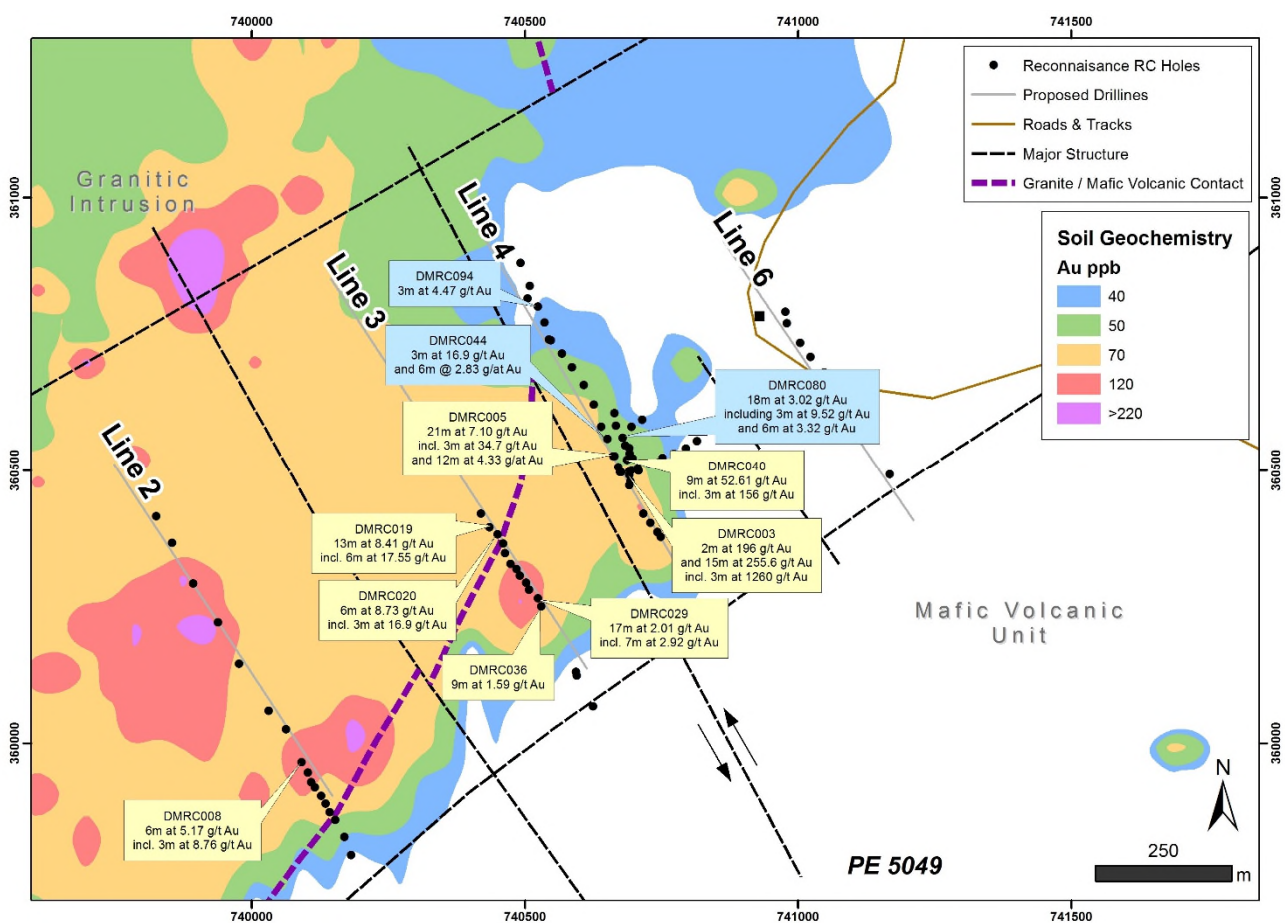 740000
740500
741000
741500
Reconnaisance RC Holes
Proposed Drillines
Roads & Tracks
Major Structure
Granite / Mafic Volcanic Contact
Soil Geochemistry
Au ppb
40
50
70
120
>220
361000
361000
Granitic
Intrusion
Line 4
Line 6
Line 3
DMRC094
3m at 4.47 g/t Au
DMRC044
3m at 16.9 g/t Au
and 6m @ 2.83 g/at Au
DMRC080
18m at 3.02 g/t Au
including 3m at 9.52 g/t Au
and 6m at 3.32 g/t Au
DMRC005
21m at 7.10 g/t Au
incl. 3m at 34.7 g/t Au
and 12m at 4.33 g/at Au
Line 2
360500
360500
DMRC040
9m at 52.61 g/t Au
incl. 3m at 156 g/t Au
DMRC019
13m at 8.41 g/t Au
incl. 6m at 17.55 g/t Au
DMRC003
2m at 196 g/t Au
and 15m at 255.6 g/t Au
incl. 3m at 1260 g/t Au
DMRC020
6m at 8.73 g/t Au
incl. 3m at 16.9 g/t Au
DMRC029
17m at 2.01 g/t Au
incl. 7m at 2.92 g/t Au
Mafic Volcanic
Unit
DMRC036
9m at 1.59 g/t Au
360000
360000
DMRC008
6m at 5.17 g/t Au
incl. 3m at 8.76 g/t Au
N
250
m
PE 5049
740000
740500
741000
741500